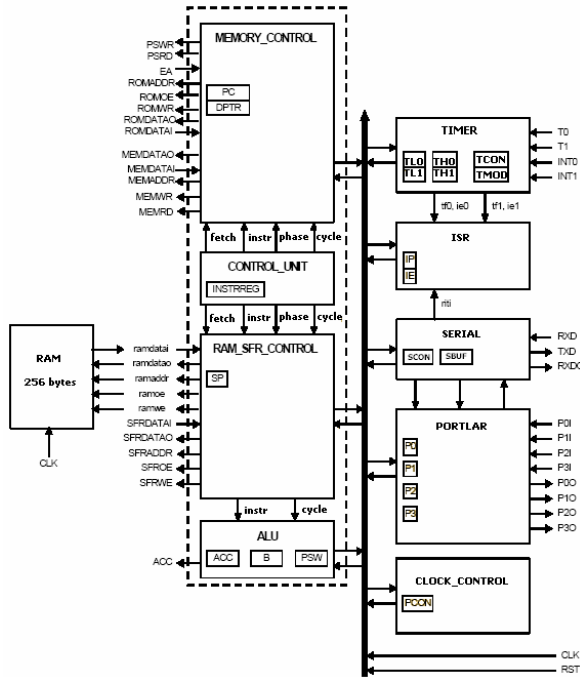 MEMORY_CONTROL
PSWR
PSRD
EA
ROMADDR
ROMOE
ROMWR
ROMDATAO
ROMDATAI
PC
DPTR
MEMDATAO
MEMDATAI
MEMADDR
MEMWR
MEMRD
fetch instr phase cycle
CONTROL_UNIT
INSTRREG
fetch instr phase cycle
RAM_SFR_CONTROL
SP
RAM
256 bytes
CLK
ramdatai
ramdatao
ramaddr
ramoe
ramwe
SFRDATAI
SFRDATAO
SFRADDR
SFROE
SFRWE
instr cycle
ALU
ACC B PSW
ACC
TIMER
TL0 TH0 TCON
TL1 TH1 TMOD
T0
T1
INT0
INT1
tf0, ie0 tf1, ie1
ISR
IP
IE
riti
SERIAL
SCON SBUF
RXD
TXD
RXDO
PORTLAR
P0
P1
P2
P3
P0I
P1I
P2I
P3I
P0O
P1O
P2O
P3O
CLOCK_CONTROL
PCON
CLK
RST